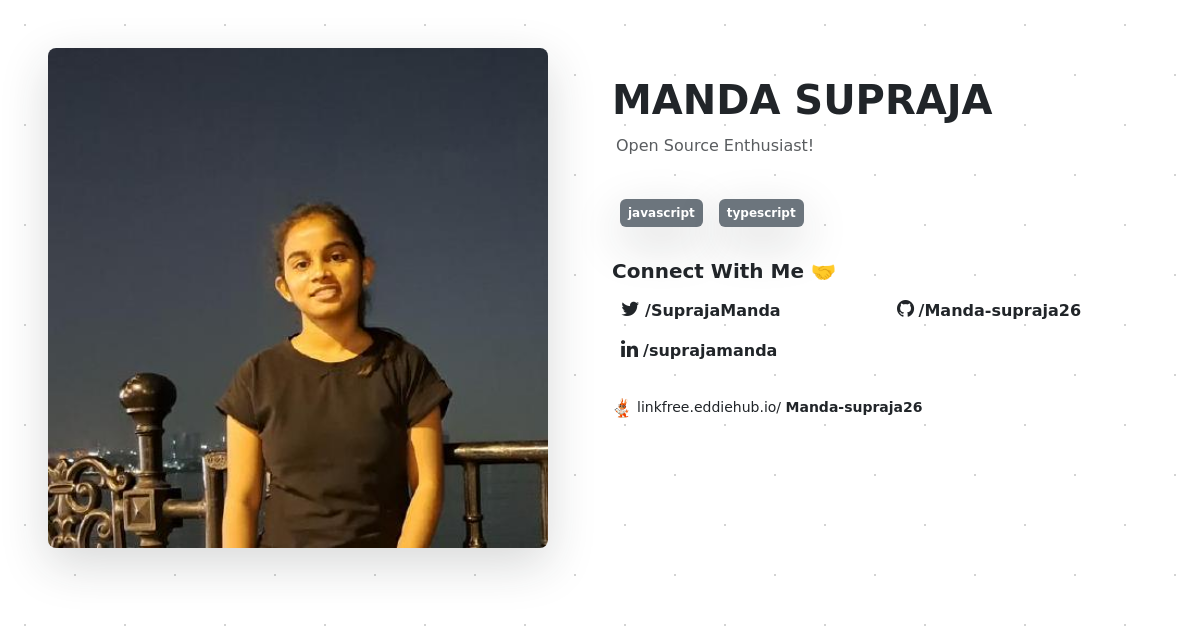 MANDA SUPRAJA
Open Source Enthusiast!
javascript typescript
Connect With Me 🤝
/SuprajaManda /Manda-supraja26
/suprajamanda
linkfree.eddiehub.io/ Manda-supraja26